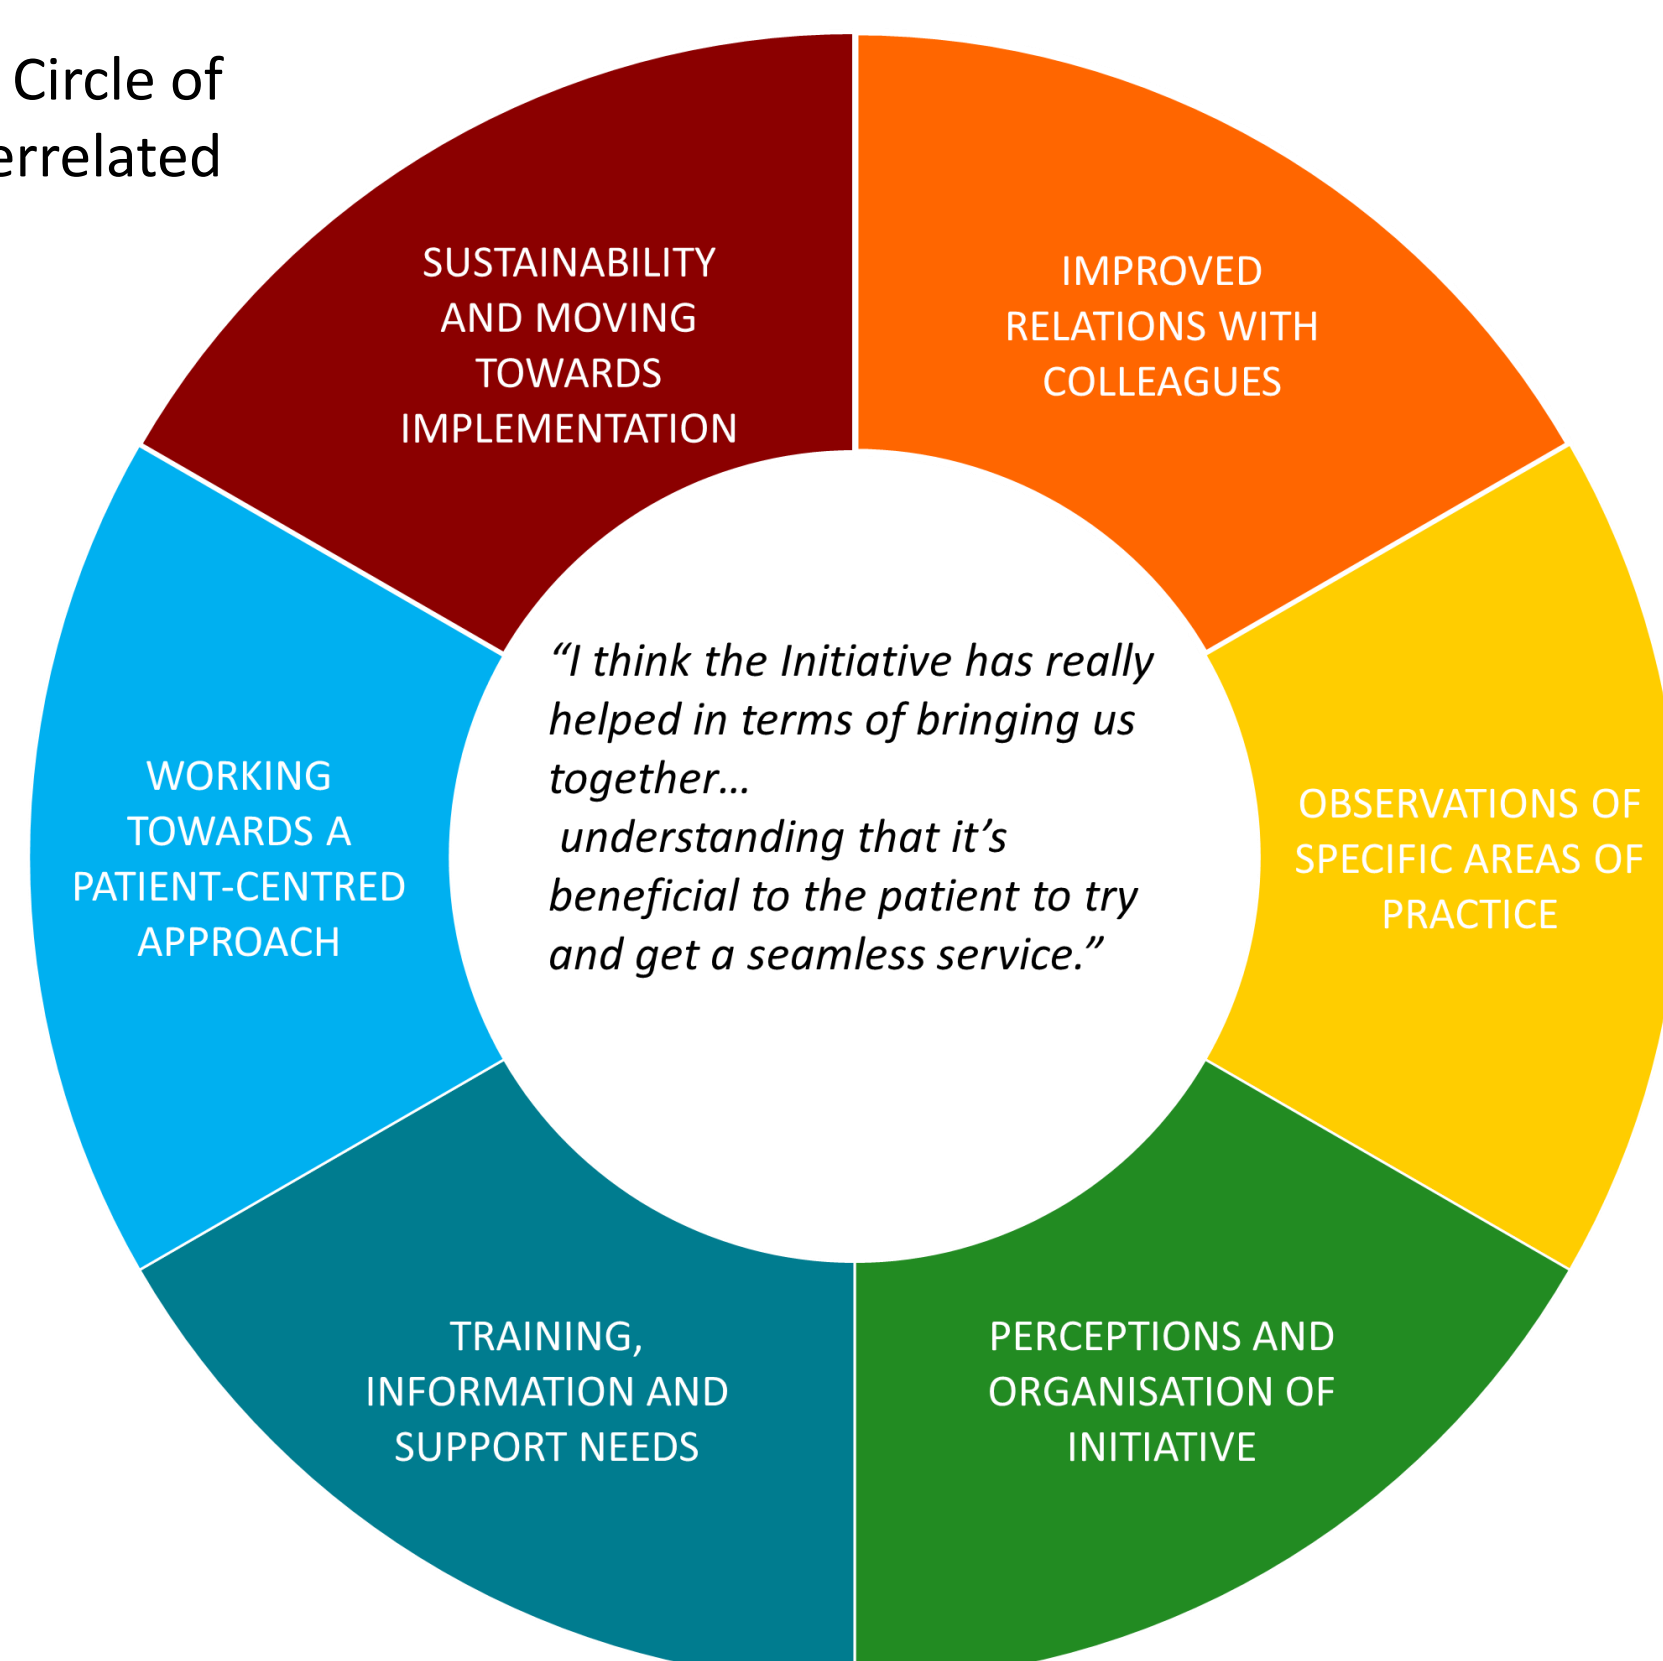 Circle of
errelated
SUSTAINABILITY
AND MOVING
TOWARDS
IMPLEMENTATION
IMPROVED
RELATIONS WITH
COLLEAGUES
OBSERVATIONS OF
SPECIFIC AREAS OF
PRACTICE
PERCEPTIONS AND
ORGANISATION OF
INITIATIVE
TRAINING,
INFORMATION AND
SUPPORT NEEDS
WORKING
TOWARDS A
PATIENT-CENTRED
APPROACH
“I think the Initiative has really
helped in terms of bringing us
together…
understanding that it’s
beneficial to the patient to try
and get a seamless service.”